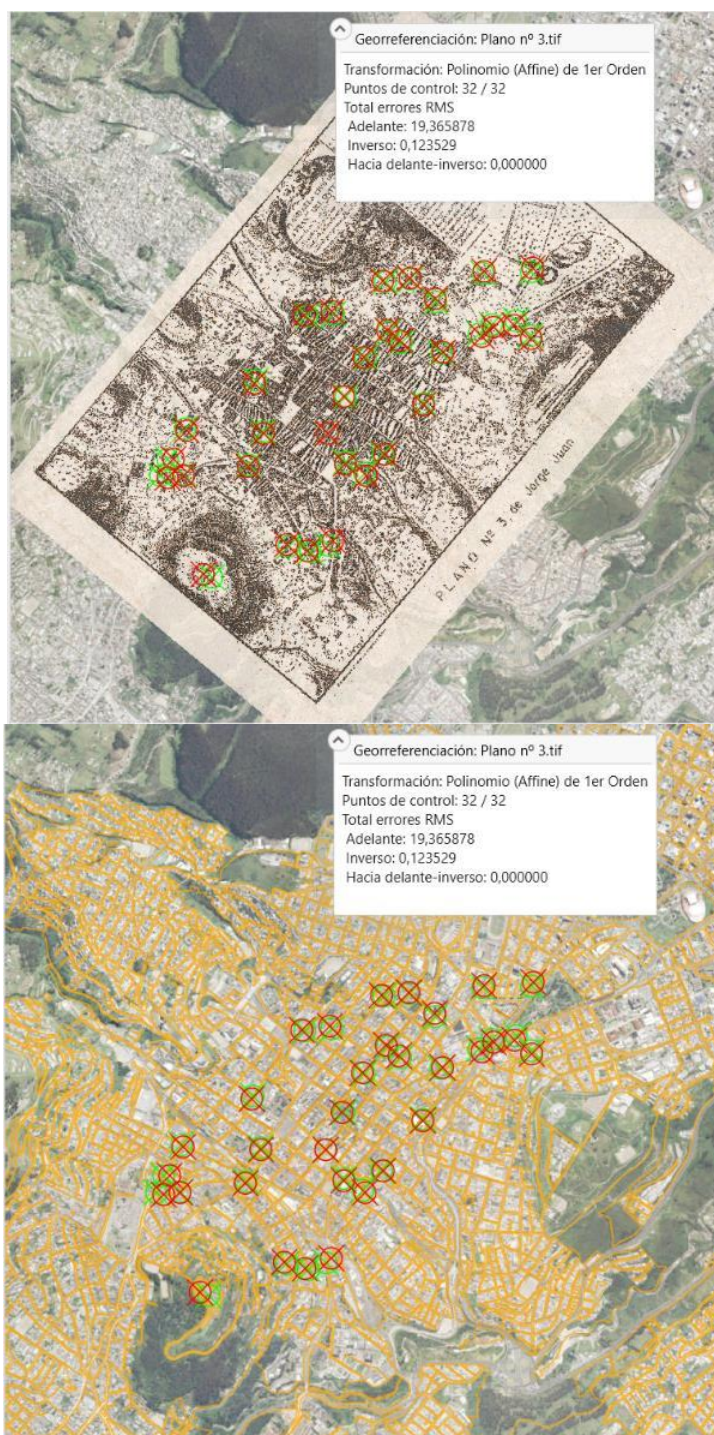 Georreferenciación: Plano nº 3.tif
Transformación: Polinomio (Affine) de 1er Orden
Puntos de control: 32 / 32
Total errores RMS
Adelante: 19,365878
Inverso: 0,123529
Hacia delante-inverso: 0,000000
PLANO Nº 3, de Jorge Juan
Georreferenciación: Plano nº 3.tif
Transformación: Polinomio (Affine) de 1er Orden
Puntos de control: 32 / 32
Total errores RMS
Adelante: 19,365878
Inverso: 0,123529
Hacia delante-inverso: 0,000000